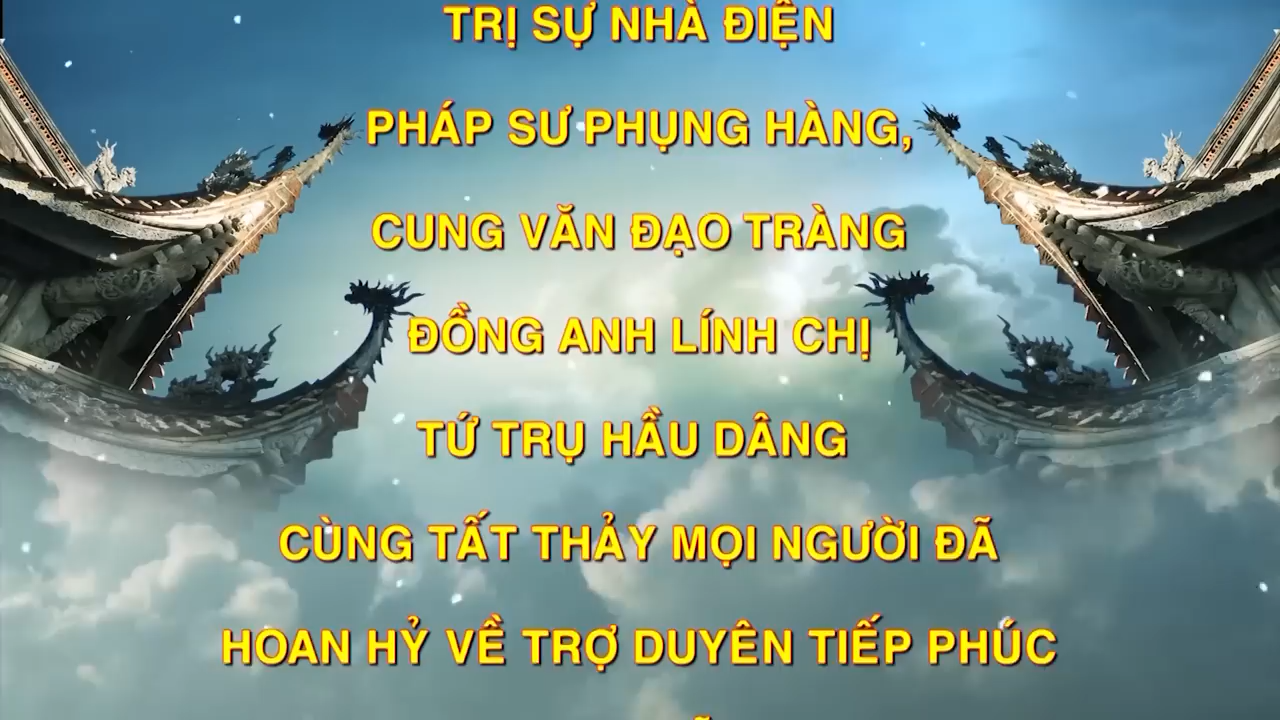 TRỊ SỰ NHÀ ĐIỆN
PHÁP SƯ PHỤNG HÀNG,
CUNG VĂN ĐẠO TRÀNG
ĐỒNG ANH LÍNH CHỊ
TỨ TRỤ HẦU DÂNG
CÙNG TẤT THẢY MỌI NGƯỜI ĐÃ
HOAN HỶ VỀ TRỢ DUYÊN TIẾP PHÚC